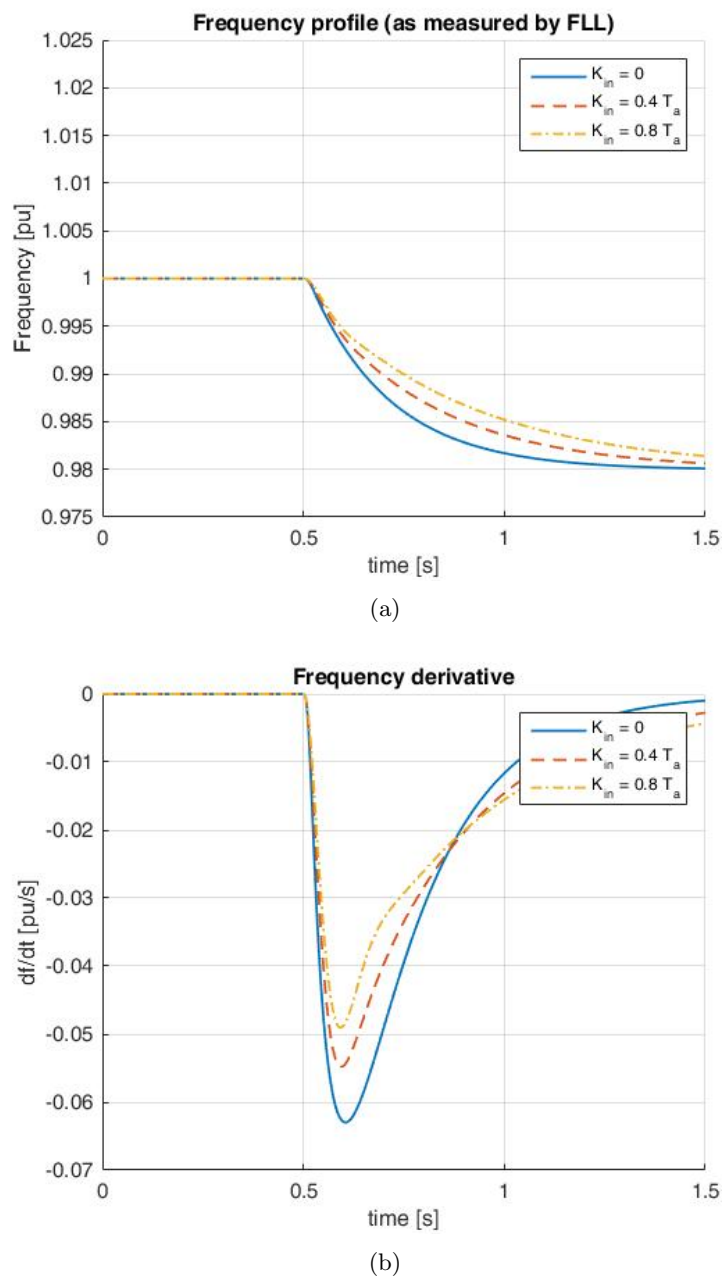 Frequency profile (as measured by FLL)
1.025
1.02
1.015
1.01
1.005
1
0.995
0.99
0.985
0.98
0.975
Frequency [pu]
K_in = 0
K_in = 0.4 T_a
K_in = 0.8 T_a
0 0.5 1 1.5
time [s]
(a)
Frequency derivative
0
-0.01
-0.02
-0.03
-0.04
-0.05
-0.06
-0.07
df/dt [pu/s]
K_in = 0
K_in = 0.4 T_a
K_in = 0.8 T_a
0 0.5 1 1.5
time [s]
(b)